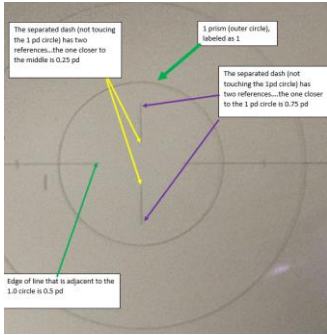 The separated dash (not toucing
the 1 pd circle) has two
references...the one closer to
the middle is 0.25 pd
1 prism (outer circle),
labeled as 1
The separated dash (not
touching the 1pd circle) has
two references....the one closer
to the 1 pd circle is 0.75 pd
Edge of line that is adjacent to the
1.0 circle is 0.5 pd